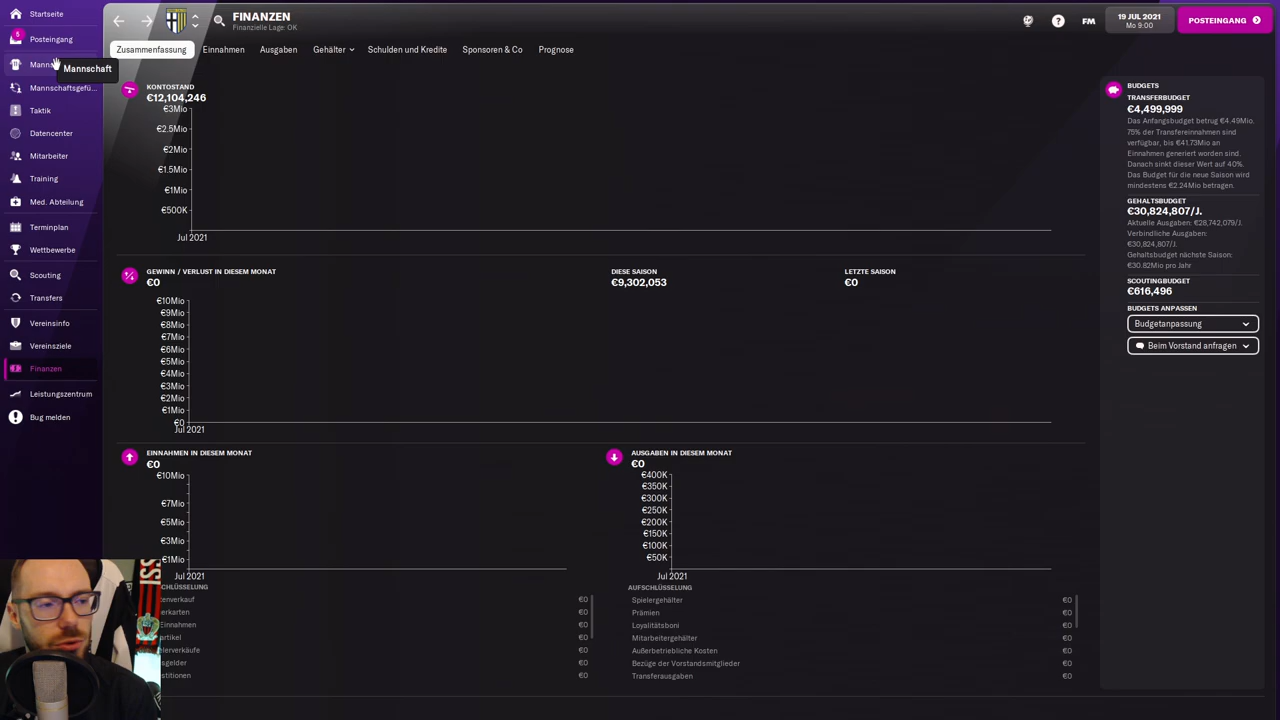 Startseite
5
Posteingang
Manns
Mannschaft
Mannschaftsgefü...
Taktik
Datencenter
Mitarbeiter
Training
Med. Abteilung
Terminplan
Wettbewerbe
Scouting
Transfers
Vereinsinfo
Vereinsziele
Finanzen
Leistungszentrum
Bug melden
FINANZEN
Finanzielle Lage: OK
FM
19 JUL 2021
Mo 9:00
POSTEINGANG
Zusammenfassung
Einnahmen
Ausgaben
Gehälter
Schulden und Kredite
Sponsoren & Co
Prognose
KONTOSTAND
€12,104,246
€3Mio
€2.5Mio
€2Mio
€1.5Mio
€1Mio
€500K
Jul 2021
GEWINN / VERLUST IN DIESEM MONAT
€0
DIESE SAISON
€9,302,053
LETZTE SAISON
€0
€10Mio
€9Mio
€8Mio
€7Mio
€6Mio
€5Mio
€4Mio
€3Mio
€2Mio
€1Mio
€0
Jul 2021
EINNAHMEN IN DIESEM MONAT
€0
€10Mio
€7Mio
€5Mio
€3Mio
€1Mio
Jul 2021
CHLÜSSELUNG
enverkauf €0
erkarten €0
Einnahmen €0
artikel €0
elerverkäufe €0
sgelder €0
stitionen €0
AUSGABEN IN DIESEM MONAT
€0
€400K
€350K
€300K
€250K
€200K
€150K
€100K
€50K
Jul 2021
AUFSCHLÜSSELUNG
Spielergehälter €0
Prämien €0
Loyalitätsboni €0
Mitarbeitergehälter €0
Außerbetriebliche Kosten €0
Bezüge der Vorstandsmitglieder €0
Transferausgaben €0
BUDGETS
TRANSFERBUDGET
€4,499,999
Das Anfangsbudget betrug €4.49Mio.
75% der Transfereinnahmen sind
verfügbar, bis €41.73Mio an
Einnahmen generiert worden sind.
Danach sinkt dieser Wert auf 40%.
Das Budget für die neue Saison wird
mindestens €2.24Mio betragen.
GEHALTSBUDGET
€30,824,807/J.
Aktuelle Ausgaben: €28,742,079/J.
Verbindliche Ausgaben:
€30,824,807/J.
Gehaltsbudget nächste Saison:
€30.82Mio pro Jahr
SCOUTINGBUDGET
€616,496
BUDGETS ANPASSEN
Budgetanpassung
Beim Vorstand anfragen